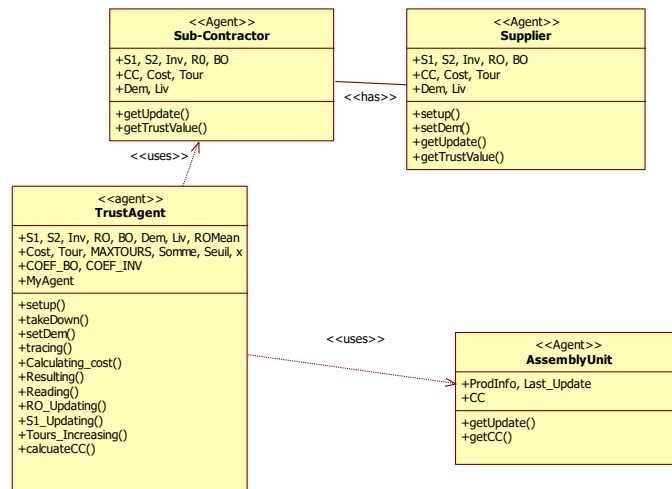 <<Agent>>
Sub-Contractor
+S1, S2, Inv, R0, BO
+CC, Cost, Tour
+Dem, Liv
+getUpdate()
+getTrustValue()
<<has>>
<<Agent>>
Supplier
+S1, S2, Inv, RO, BO
+CC, Cost, Tour
+Dem, Liv
+setup()
+setDem()
+getUpdate()
+getTrustValue()
<<uses>>
<<agent>>
TrustAgent
+S1, S2, Inv, RO, BO, Dem, Liv, ROMean
+Cost, Tour, MAXTOURS, Somme, Seuil, x
+COEF_BO, COEF_INV
+MyAgent
+setup()
+takeDown()
+setDem()
+tracing()
+Calculating_cost()
+Resulting()
+Reading()
+RO_Updating()
+S1_Updating()
+Tours_Increasing()
+calcuateCC()
<<uses>>
<<Agent>>
AssemblyUnit
+ProdInfo, Last_Update
+CC
+getUpdate()
+getCC()